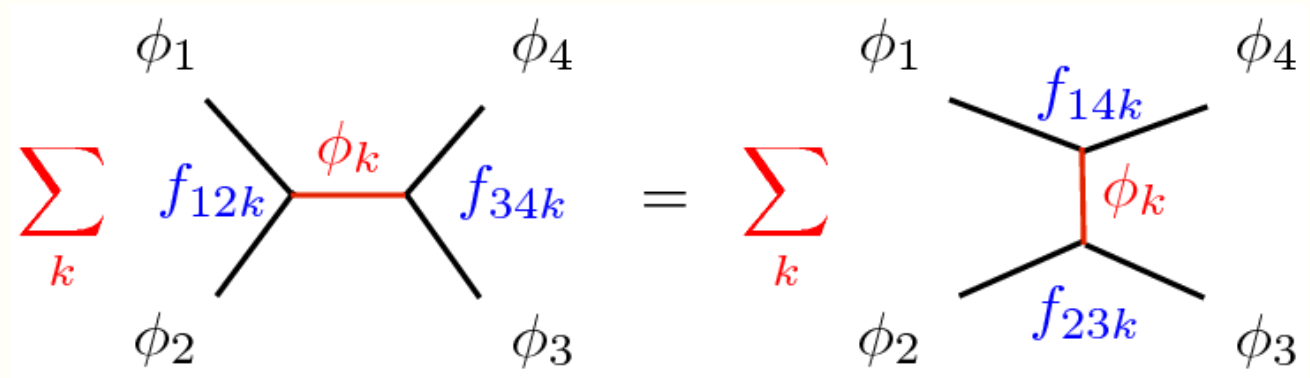 ϕ₁ ϕ₄ ϕ₁ ϕ₄
∑ₖ f₁₂ₖ ϕₖ f₃₄ₖ = ∑ₖ f₁₄ₖ ϕₖ f₂₃ₖ
ϕ₂ ϕ₃ ϕ₂ ϕ₃